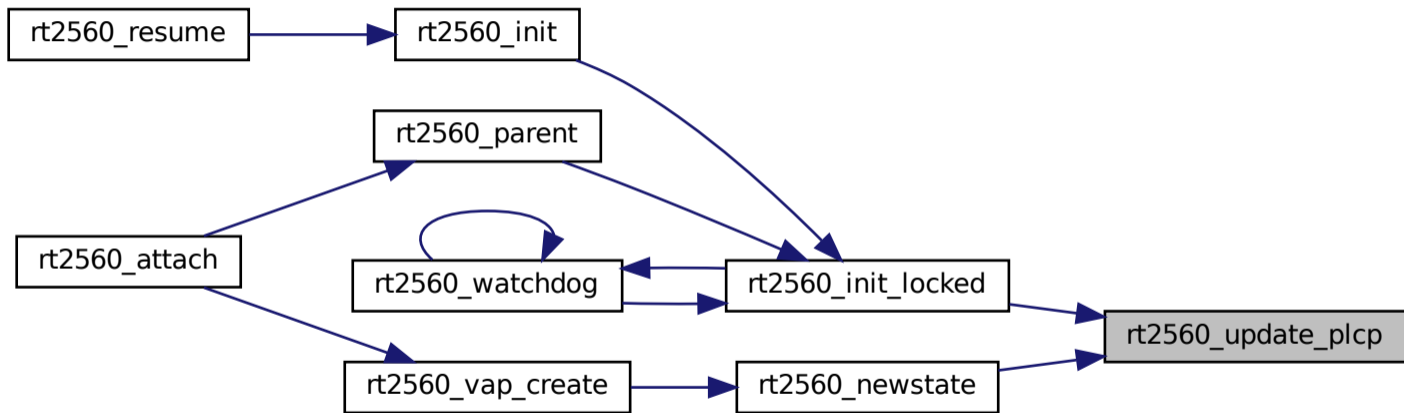 rt2560_resume
rt2560_init
rt2560_parent
rt2560_attach
rt2560_watchdog
rt2560_init_locked
rt2560_update_plcp
rt2560_vap_create
rt2560_newstate